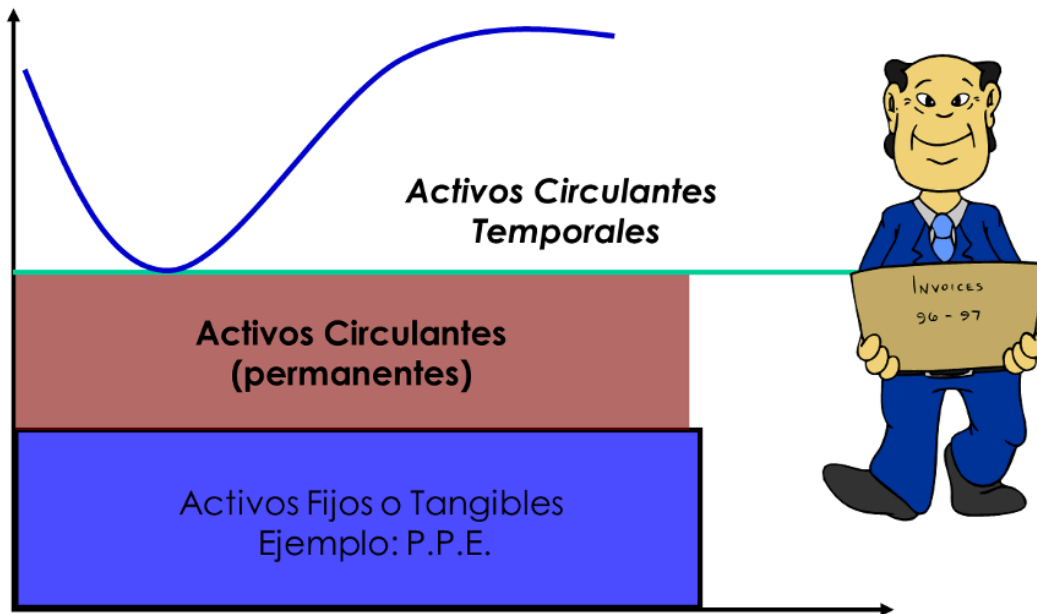 Activos Circulantes
Temporales
INVOICES
96 - 97
Activos Circulantes
(permanentes)
Activos Fijos o Tangibles
Ejemplo: P.P.E.